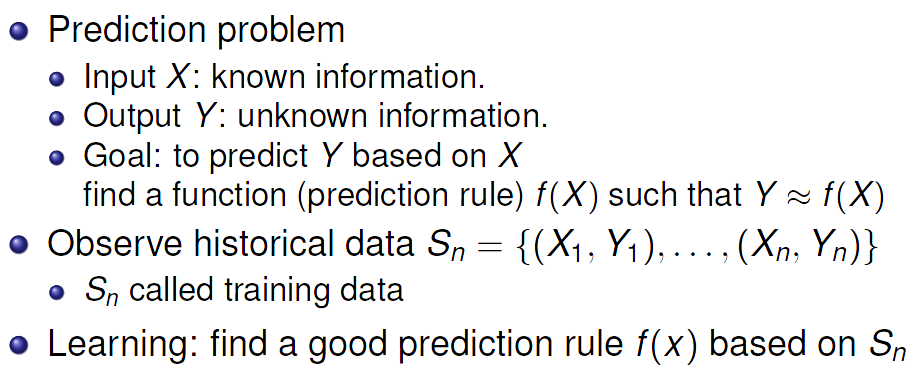 Prediction problem
Input X: known information.
Output Y: unknown information.
Goal: to predict Y based on X
find a function (prediction rule) f(X) such that Y ≈ f(X)
Observe historical data Sₙ = {(X₁, Y₁), . . . , (Xₙ, Yₙ)}
Sₙ called training data
Learning: find a good prediction rule f(x) based on Sₙ